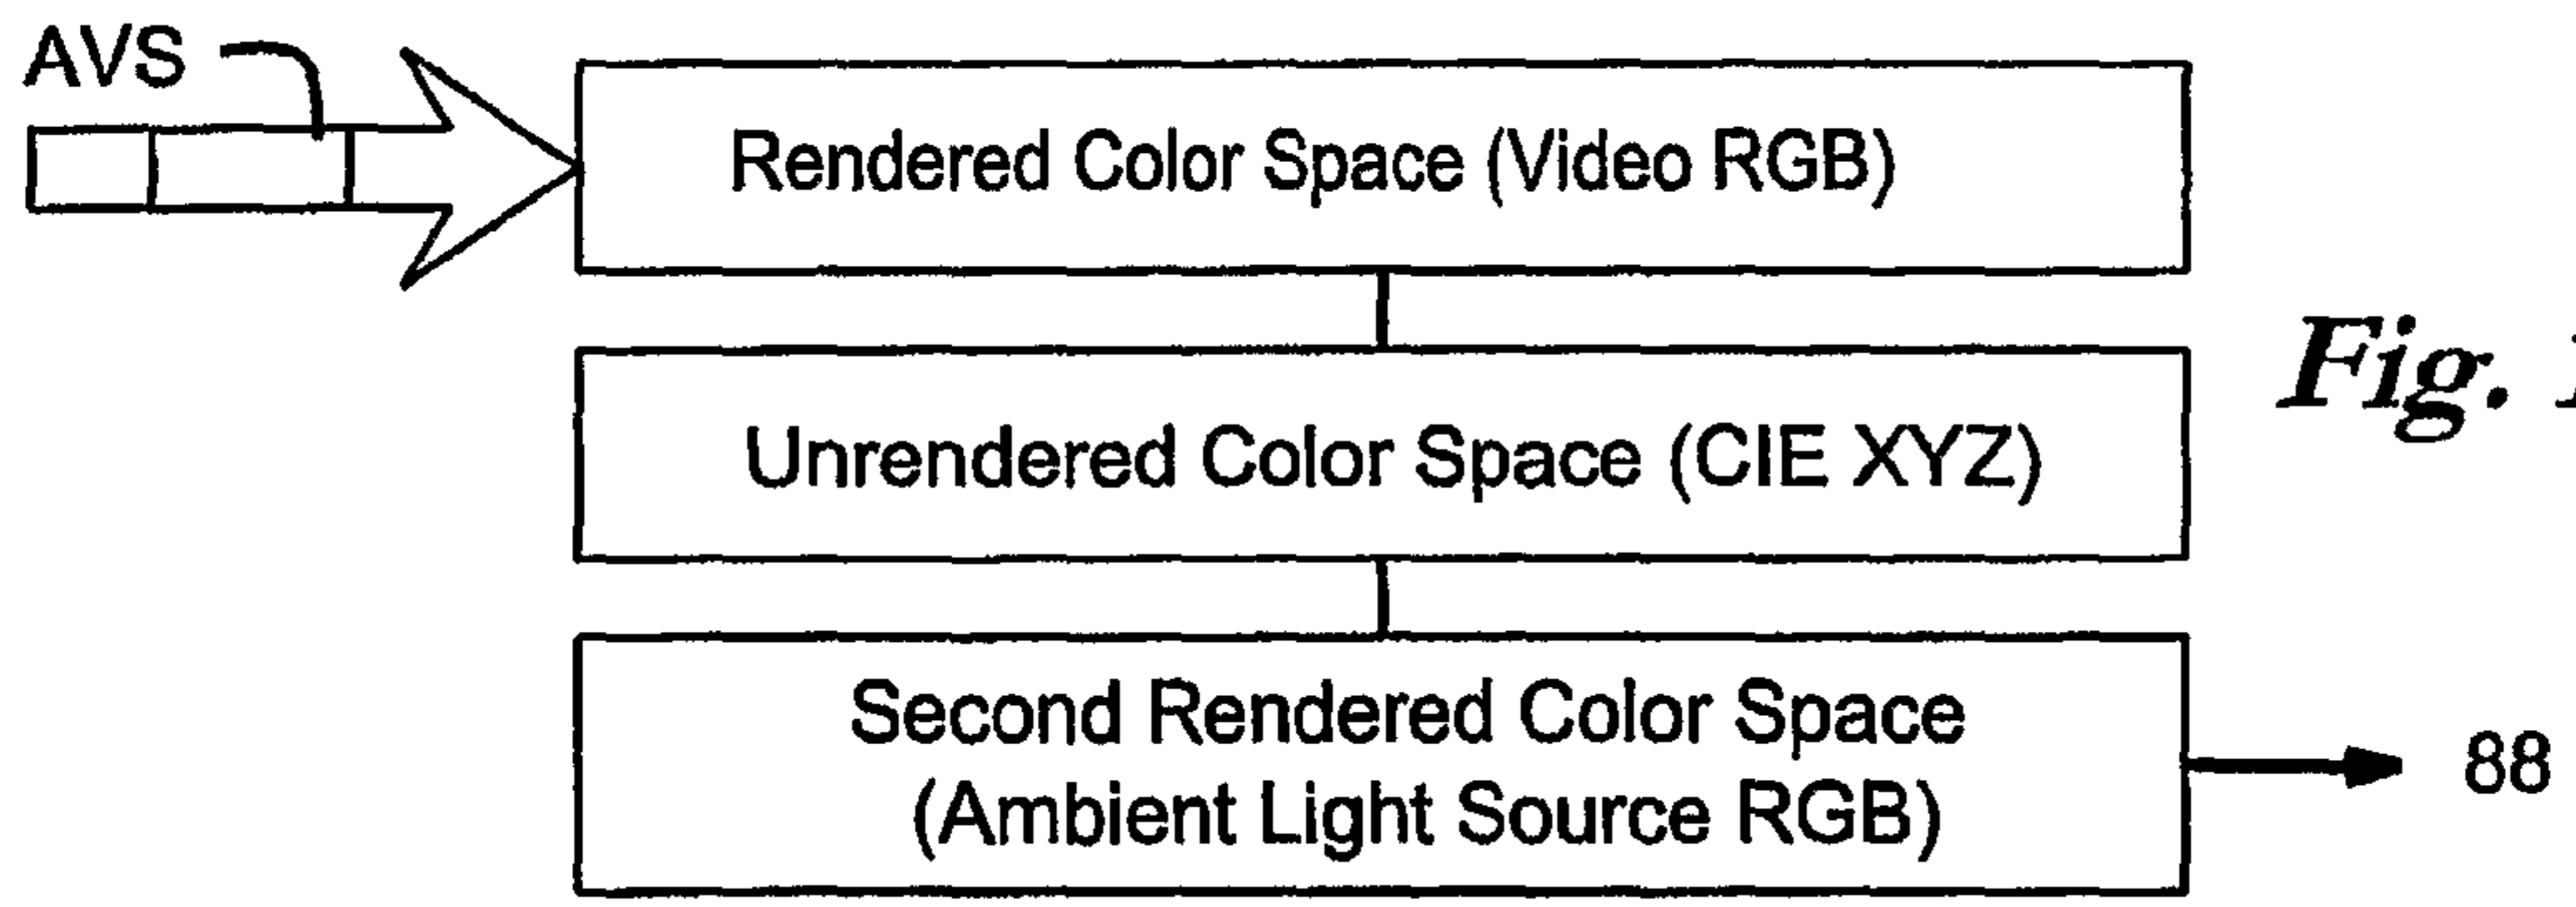 AVS
Rendered Color Space (Video RGB)
Fig.
Unrendered Color Space (CIE XYZ)
Second Rendered Color Space
(Ambient Light Source RGB)
88